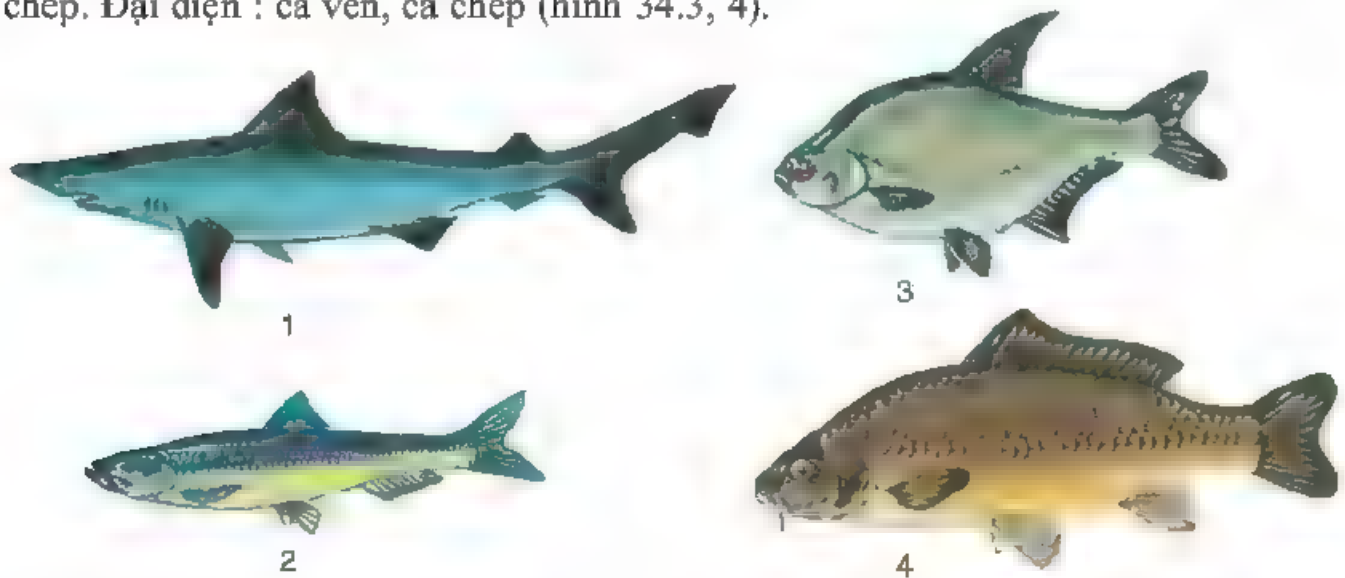 chép. Đại diện : cá vền, cá chép (hình 34.3, 4).
1
3
2
4